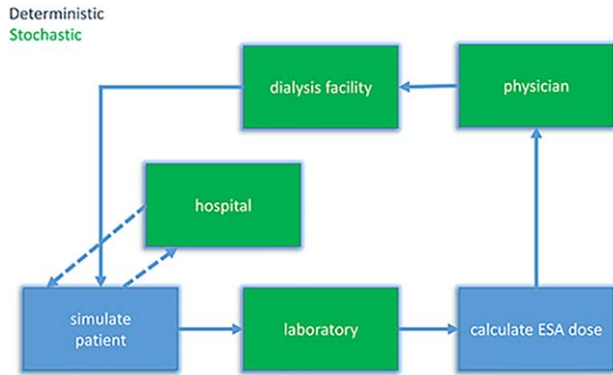 Deterministic
Stochastic
dialysis facility
physician
hospital
simulate
patient
laboratory
calculate ESA dose